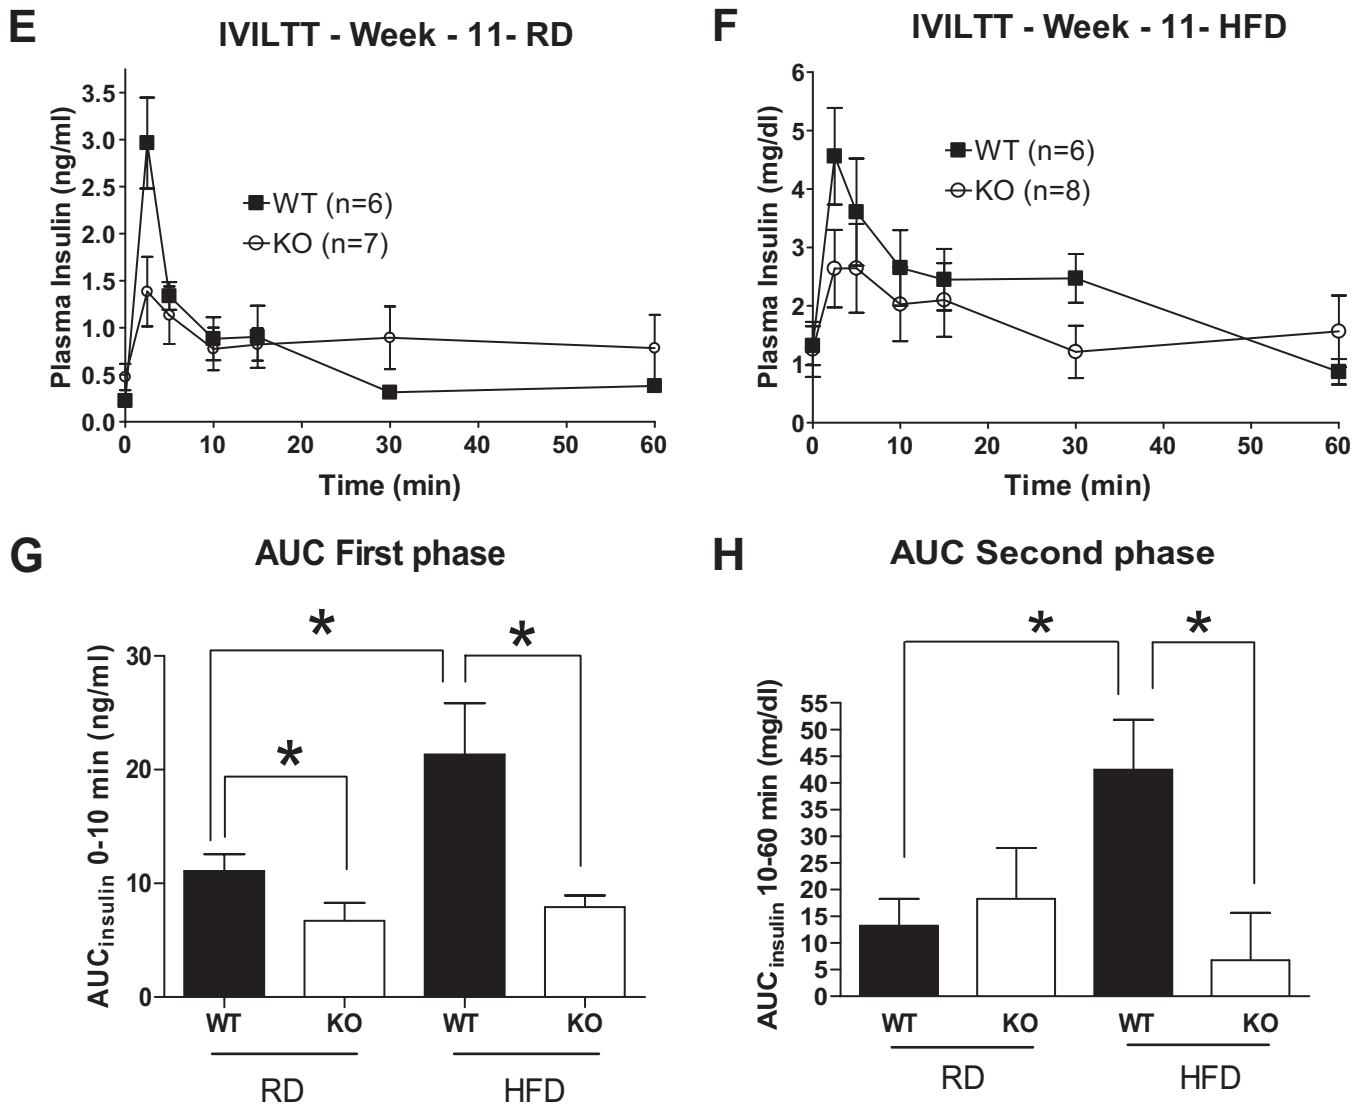 E
IVILTT - Week - 11- RD
Plasma Insulin (ng/ml)
3.5
3.0
2.5
2.0
1.5
1.0
0.5
0.0
WT (n=6)
KO (n=7)
0 10 20 30 40 50 60
Time (min)
F
IVILTT - Week - 11- HFD
Plasma Insulin (mg/dl)
6
5
4
3
2
1
0
WT (n=6)
KO (n=8)
0 10 20 30 40 50 60
Time (min)
G
AUC First phase
AUCinsulin 0-10 min (ng/ml)
30
20
10
0
*
*
*
WT KO WT KO
RD HFD
H
AUC Second phase
AUCinsulin 10-60 min (mg/dl)
55
50
45
40
35
30
25
20
15
10
5
0
*
*
WT KO WT KO
RD HFD